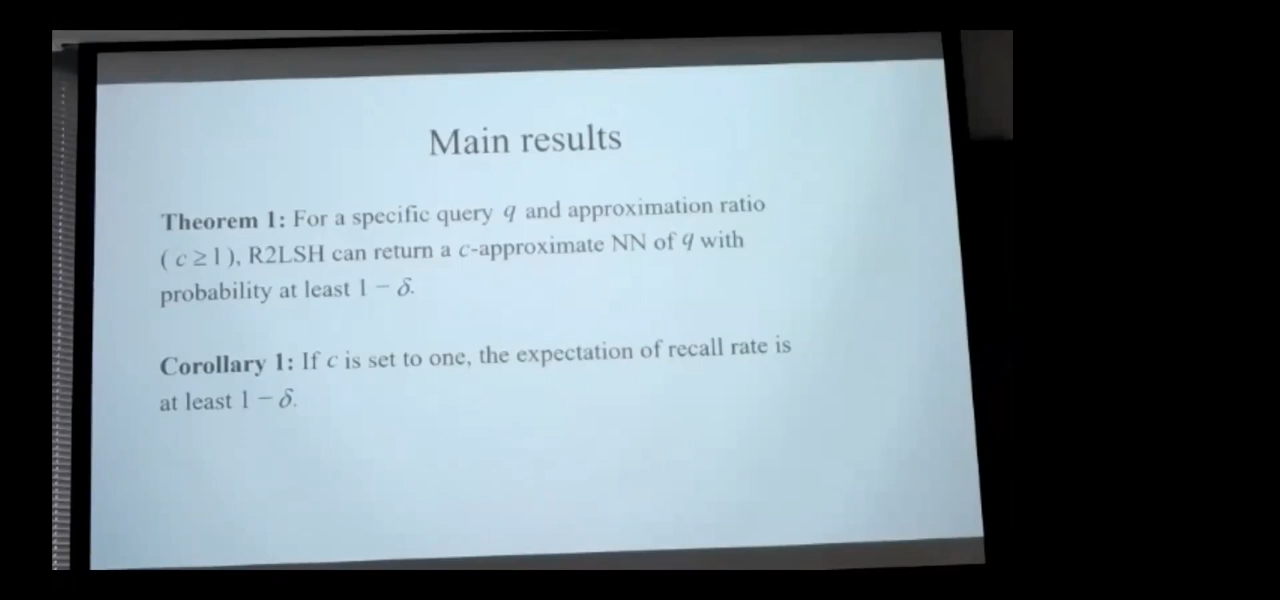 Main results
Theorem 1: For a specific query q and approximation ratio
( c ≥ 1 ), R2LSH can return a c-approximate NN of q with
probability at least 1 − δ.
Corollary 1: If c is set to one, the expectation of recall rate is
at least 1 − δ.